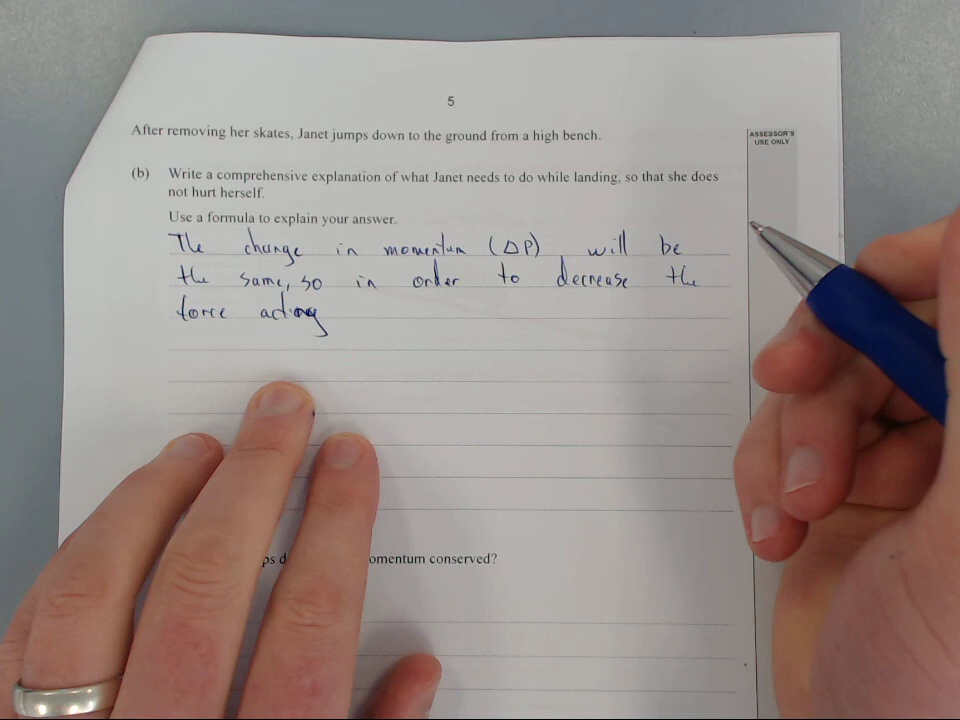 5
After removing her skates, Janet jumps down to the ground from a high bench.
ASSESSOR'S
USE ONLY
(b) Write a comprehensive explanation of what Janet needs to do while landing, so that she does
not hurt herself.
Use a formula to explain your answer.
The change in momentum (ΔP) will be
the same, so in order to decrease the
force acting
omentum conserved?